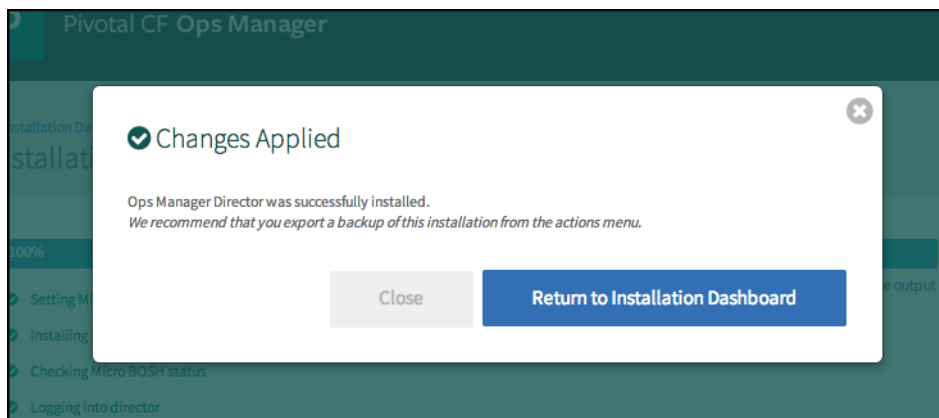 Pivotal CF Ops Manager
Changes Applied
Ops Manager Director was successfully installed.
We recommend that you export a backup of this installation from the actions menu.
Close
Return to Installation Dashboard
100%
e output
Installing
Checking Micro BOSH status
Logging into director